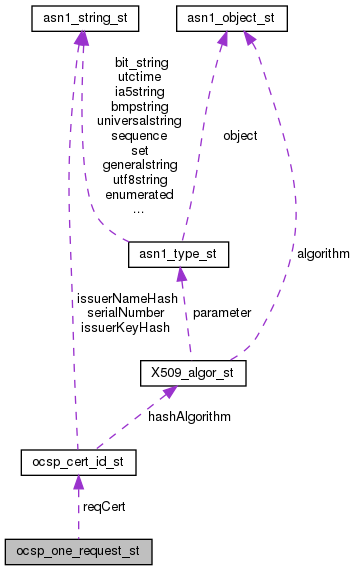 asn1_string_st
asn1_object_st
bit_string
utctime
ia5string
bmpstring
universalstring
sequence
set
generalstring
utf8string
enumerated
...
object
asn1_type_st
algorithm
issuerNameHash
serialNumber
issuerKeyHash
parameter
X509_algor_st
hashAlgorithm
ocsp_cert_id_st
reqCert
ocsp_one_request_st